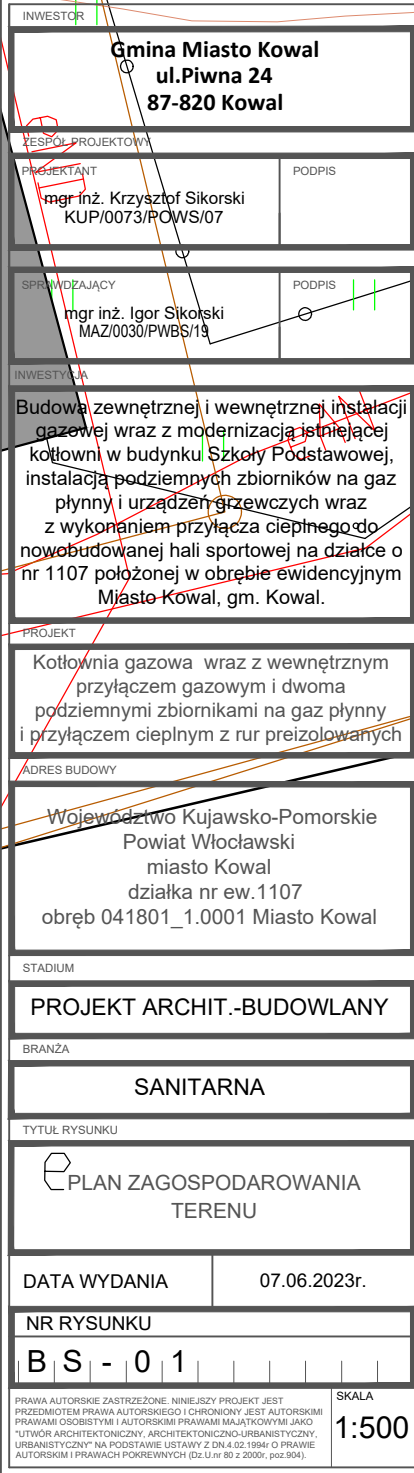 INWESTOR
Gmina Miasto Kowal
ul.Piwna 24
87-820 Kowal
ZESPÓŁ PROJEKTOWY
PROJEKTANT
PODPIS
mgr inż. Krzysztof Sikorski
KUP/0073/POWS/07
SPRAWDZAJĄCY
PODPIS
mgr inż. Igor Sikorski
MAZ/0030/PWBS/19
INWESTYCJA
Budowa zewnętrznej i wewnętrznej instalacji
gazowej wraz z modernizacją istniejącej
kotłowni w budynku Szkoły Podstawowej,
instalacją podziemnych zbiorników na gaz
płynny i urządzeń grzewczych wraz
z wykonaniem przyłącza cieplnego do
nowobudowanej hali sportowej na działce o
nr 1107 położonej w obrębie ewidencyjnym
Miasto Kowal, gm. Kowal.
PROJEKT
Kotłownia gazowa wraz z wewnętrznym
przyłączem gazowym i dwoma
podziemnymi zbiornikami na gaz płynny
i przyłączem cieplnym z rur preizolowanych
ADRES BUDOWY
Województwo Kujawsko-Pomorskie
Powiat Włocławski
miasto Kowal
działka nr ew.1107
obręb 041801_1.0001 Miasto Kowal
STADIUM
PROJEKT ARCHIT.-BUDOWLANY
BRANŻA
SANITARNA
TYTUŁ RYSUNKU
e
PLAN ZAGOSPODAROWANIA
TERENU
DATA WYDANIA
07.06.2023r.
NR RYSUNKU
BS-01
PRAWA AUTORSKIE ZASTRZEŻONE. NINIEJSZY PROJEKT JEST
PRZEDMIOTEM PRAWA AUTORSKIEGO I CHRONIONY JEST AUTORSKIMI
PRAWAMI OSOBISTYMI I AUTORSKIMI PRAWAMI MAJĄTKOWYMI JAKO
"UTWÓR ARCHITEKTONICZNY, ARCHITEKTONICZNO-URBANISTYCZNY,
URBANISTYCZNY" NA PODSTAWIE USTAWY Z DN.4.02.1994r O PRAWIE
AUTORSKIM I PRAWACH POKREWNYCH (Dz.U.nr 80 z 2000r, poz.904).
SKALA
1:500